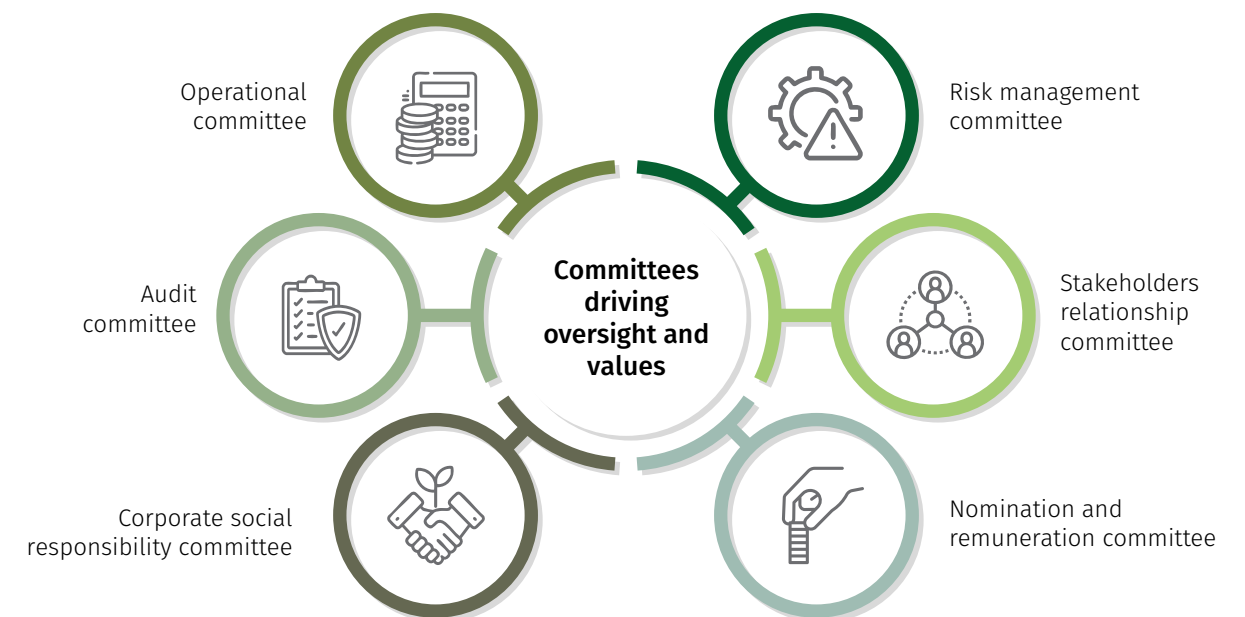 Operational
committee
Risk management
committee
Committees
driving
oversight and
values
Audit
committee
Stakeholders
relationship
committee
Corporate social
responsibility committee
Nomination and
remuneration committee